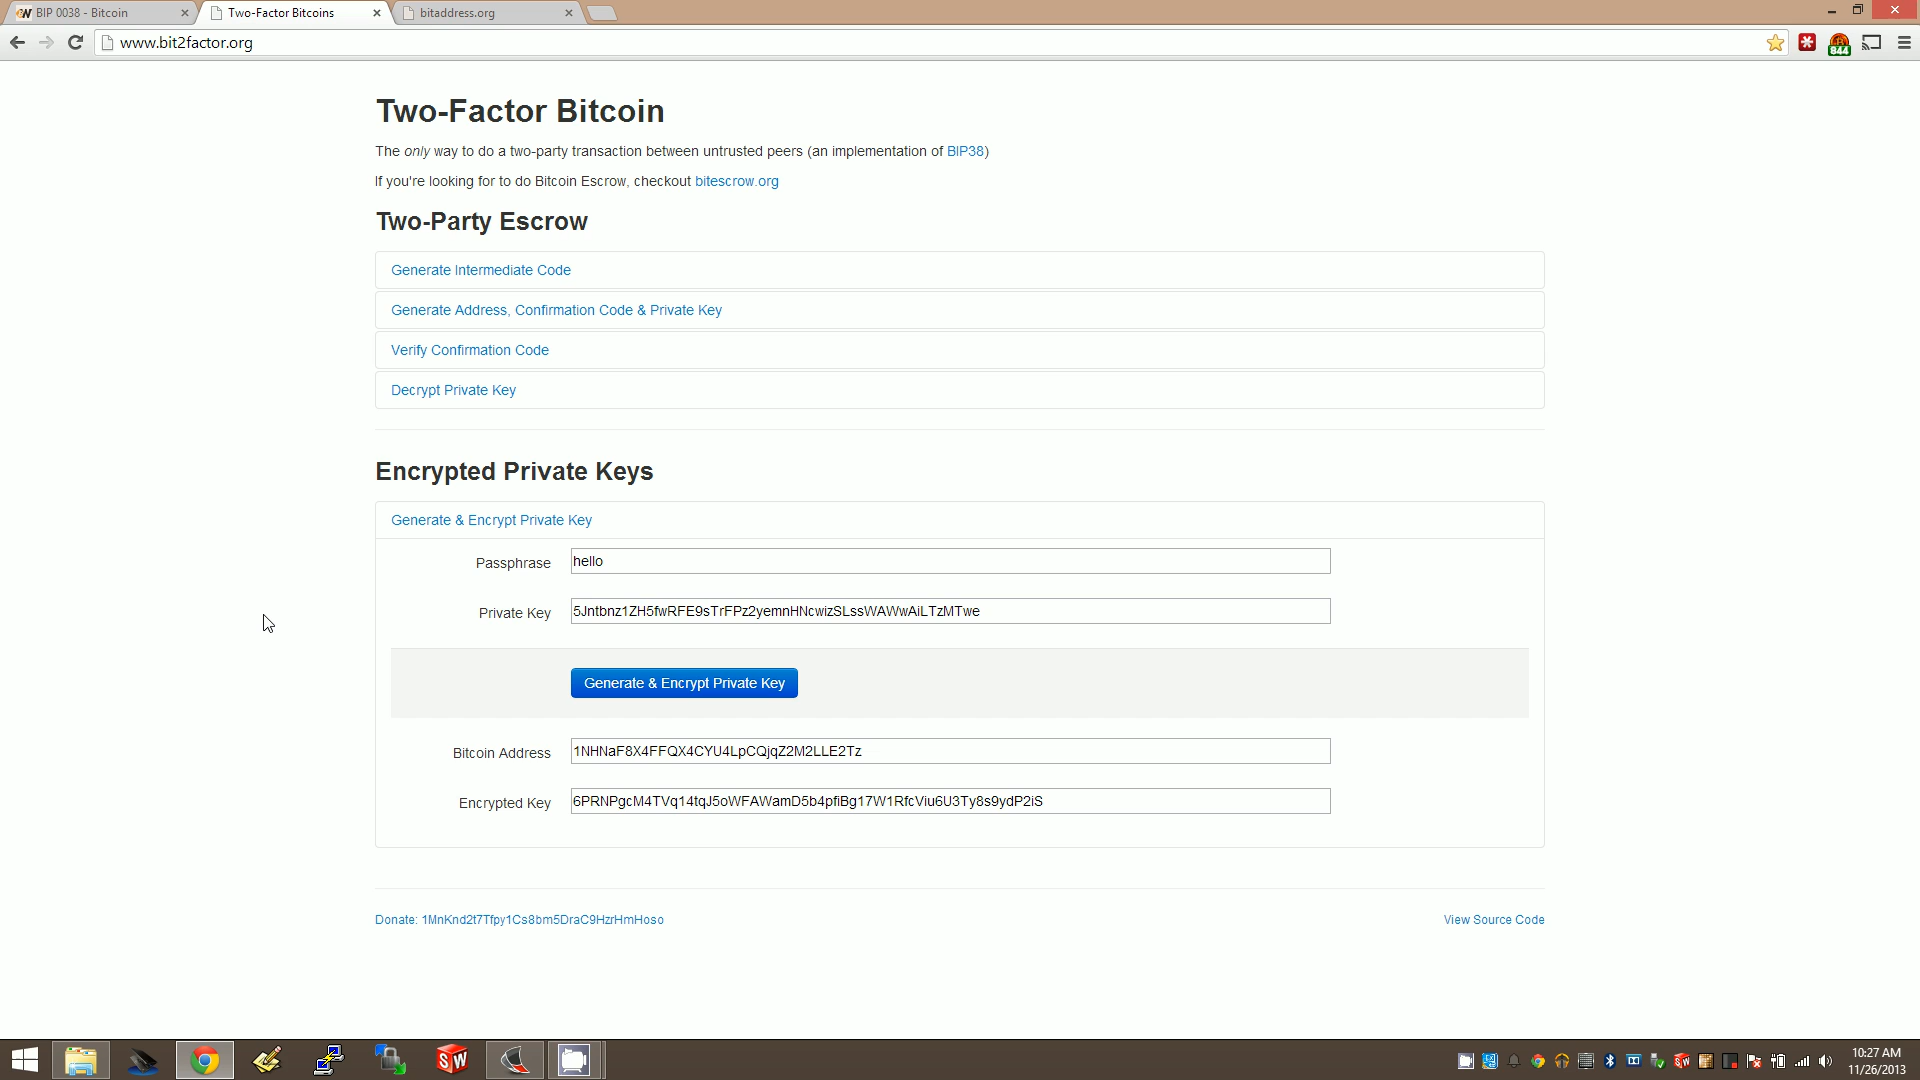 BIP 0038 - Bitcoin
Two-Factor Bitcoins
bitaddress.org
www.bit2factor.org
844
Two-Factor Bitcoin
The only way to do a two-party transaction between untrusted peers (an implementation of BIP38)
If you're looking for to do Bitcoin Escrow, checkout bitescrow.org
Two-Party Escrow
Generate Intermediate Code
Generate Address, Confirmation Code & Private Key
Verify Confirmation Code
Decrypt Private Key
Encrypted Private Keys
Generate & Encrypt Private Key
Passphrase hello
Private Key 5Jntbnz1ZH5fwRFE9sTrFPz2yemnHNcwizSLssWAWwAiLTzMTwe
Generate & Encrypt Private Key
Bitcoin Address 1NHNaF8X4FFQX4CYU4LpCQjqZ2M2LLE2Tz
Encrypted Key 6PRNPgcM4TVq14tqJ5oWFAWamD5b4pfiBg17W1RfcViu6U3Ty8s9ydP2iS
Donate: 1MnKnd2t7Tfpy1Cs8bm5DraC9HzrHmHoso
View Source Code
SW
10:27 AM
11/26/2013